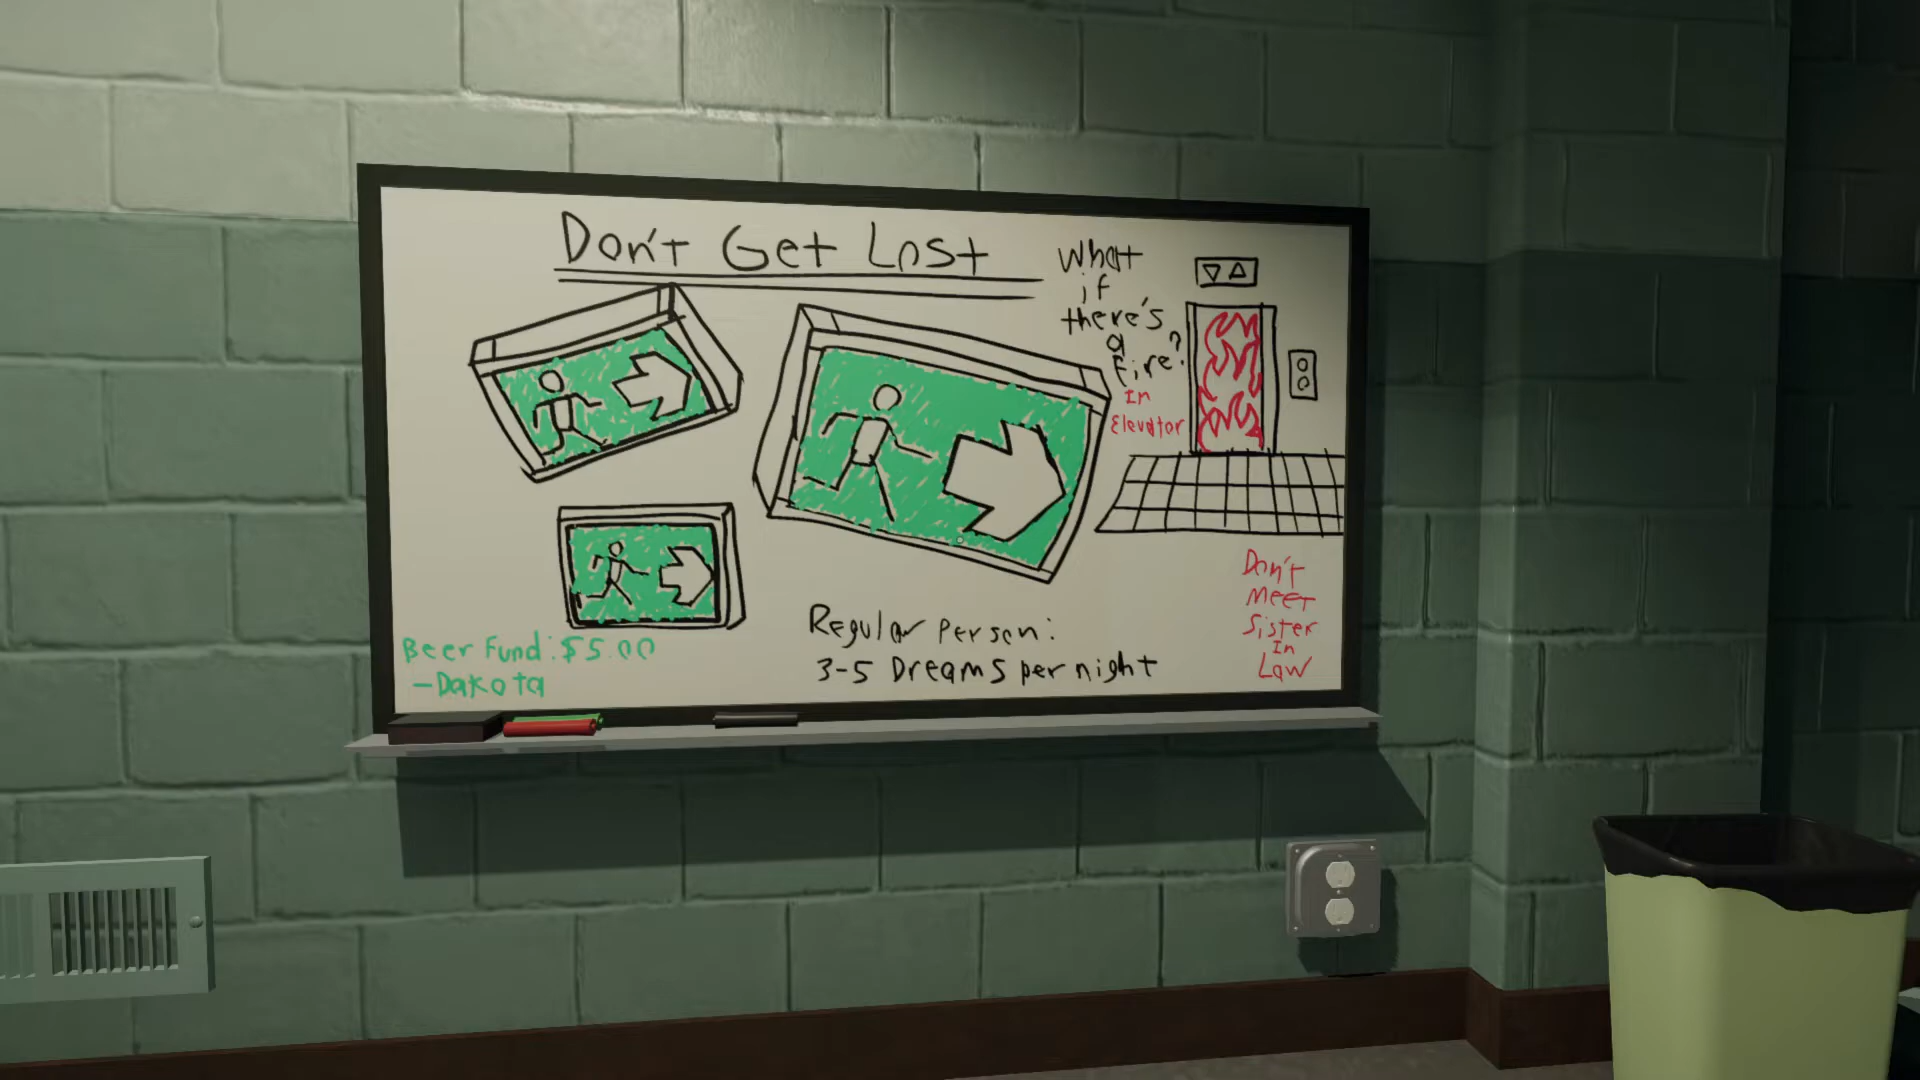 Don't Get Lost
What
if
there's
a
fire?
In
Elevator
Don't
Meet
Sister
In
Law
Regular Person:
3-5 Dreams per night
Beer Fund: $5.00
-Dakota